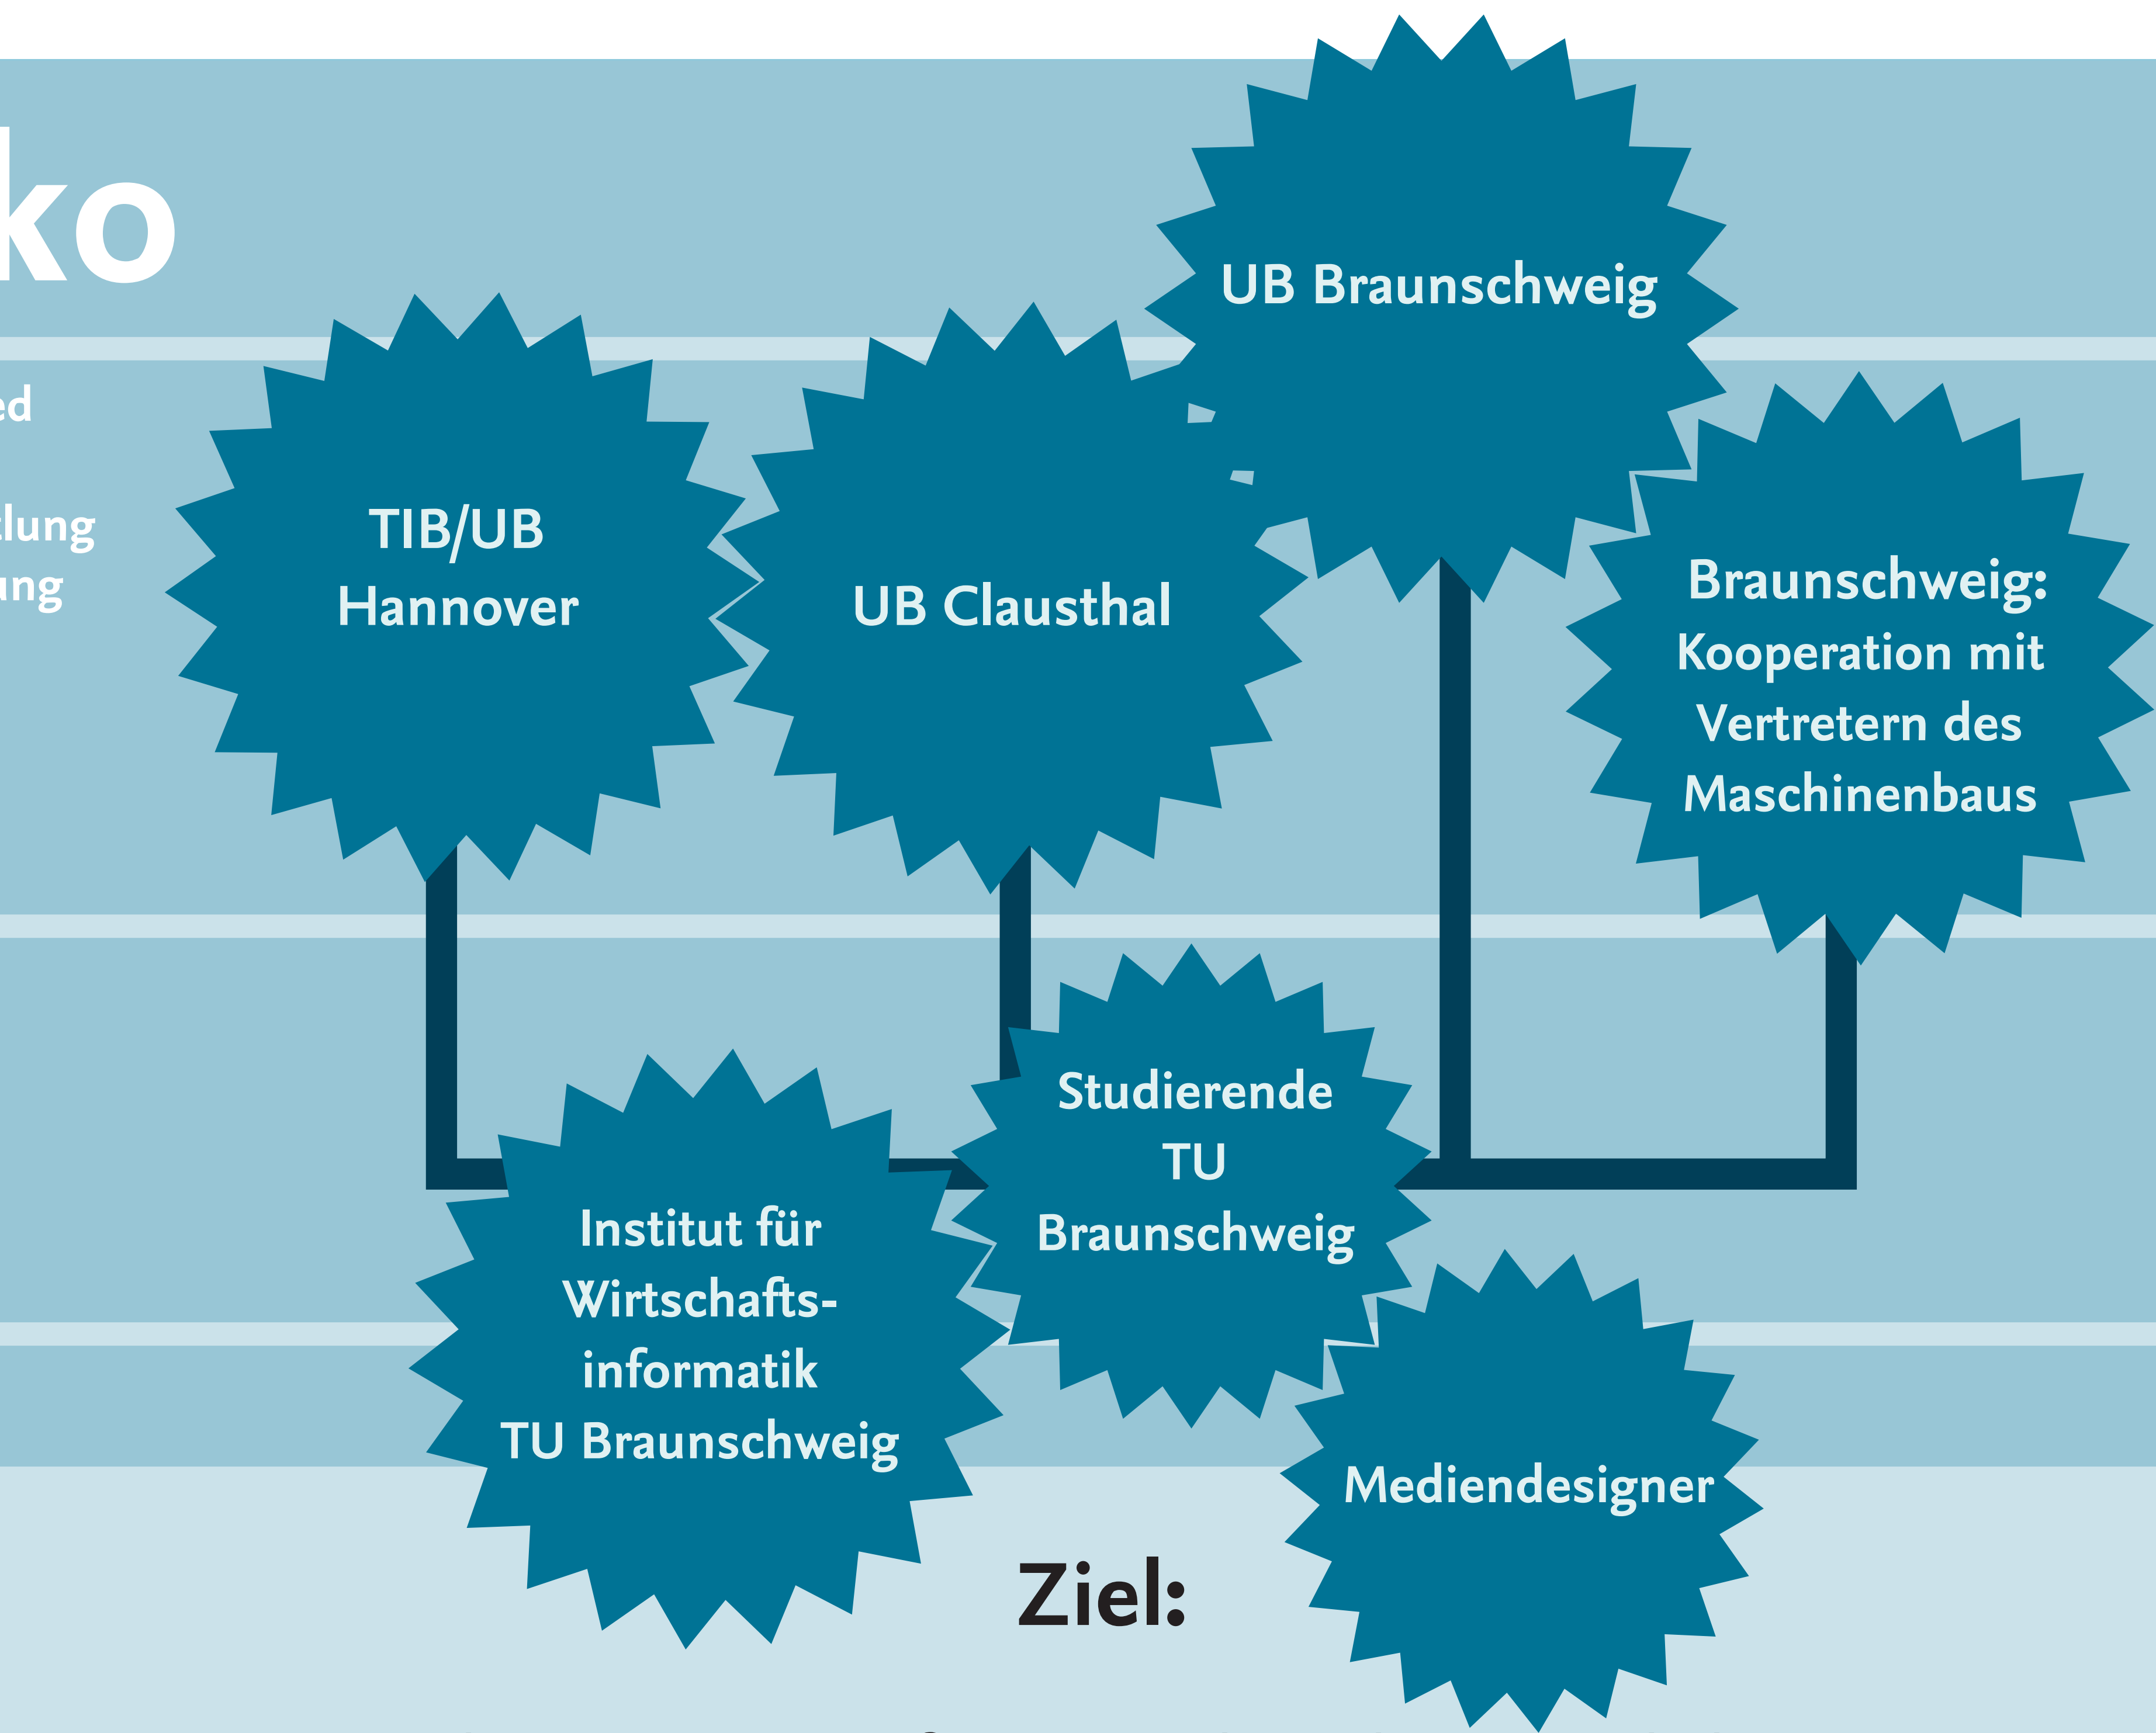 ko
ed
lung
ung
UB Braunschweig
TIB/UB
Hannover
UB Clausthal
Braunschweig:
Kooperation mit
Vertretern des
Maschinenbaus
Studierende
TU
Braunschweig
Institut für
Wirtschafts-
informatik
TU Braunschweig
Mediendesigner
Ziel: